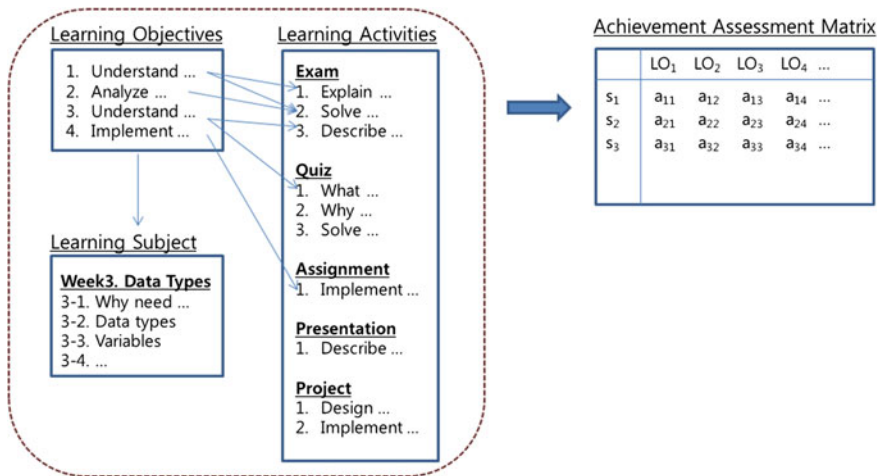 Learning Objectives
1. Understand ...
2. Analyze ...
3. Understand ...
4. Implement ...
Learning Subject
Week3. Data Types
3-1. Why need ...
3-2. Data types
3-3. Variables
3-4. ...
Learning Activities
Exam
1. Explain ...
2. Solve ...
3. Describe ...
Quiz
1. What ...
2. Why ...
3. Solve ...
Assignment
1. Implement ...
Presentation
1. Describe ...
Project
1. Design ...
2. Implement ...
Achievement Assessment Matrix
LO₁ LO₂ LO₃ LO₄ ...
s₁ a₁₁ a₁₂ a₁₃ a₁₄ ...
s₂ a₂₁ a₂₂ a₂₃ a₂₄ ...
s₃ a₃₁ a₃₂ a₃₃ a₃₄ ...